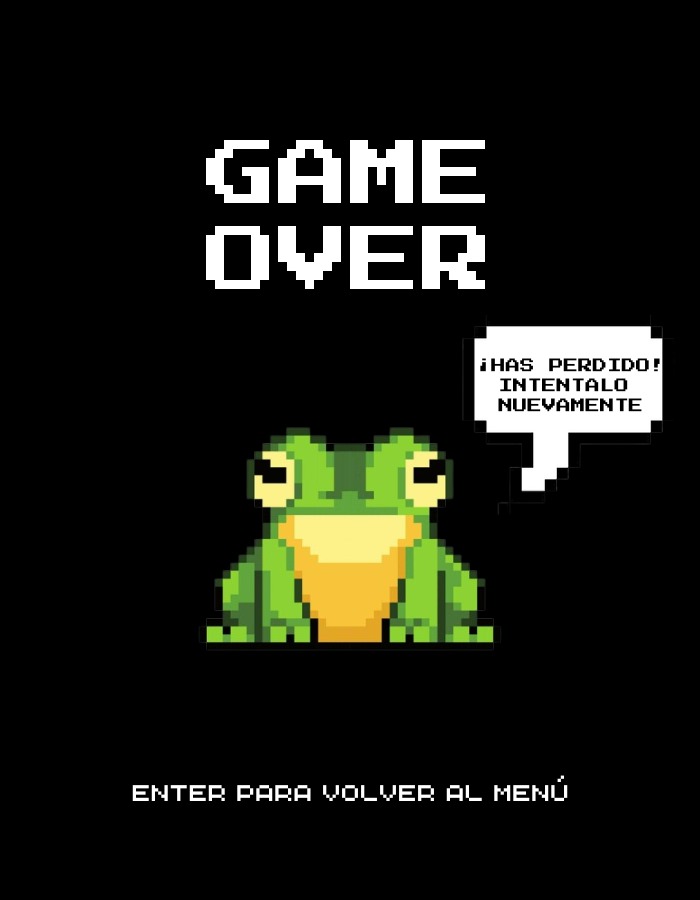 GAME
OVER
¡HAS PERDIDO!
INTENTALO
NUEVAMENTE
ENTER PARA VOLVER AL MENÚ